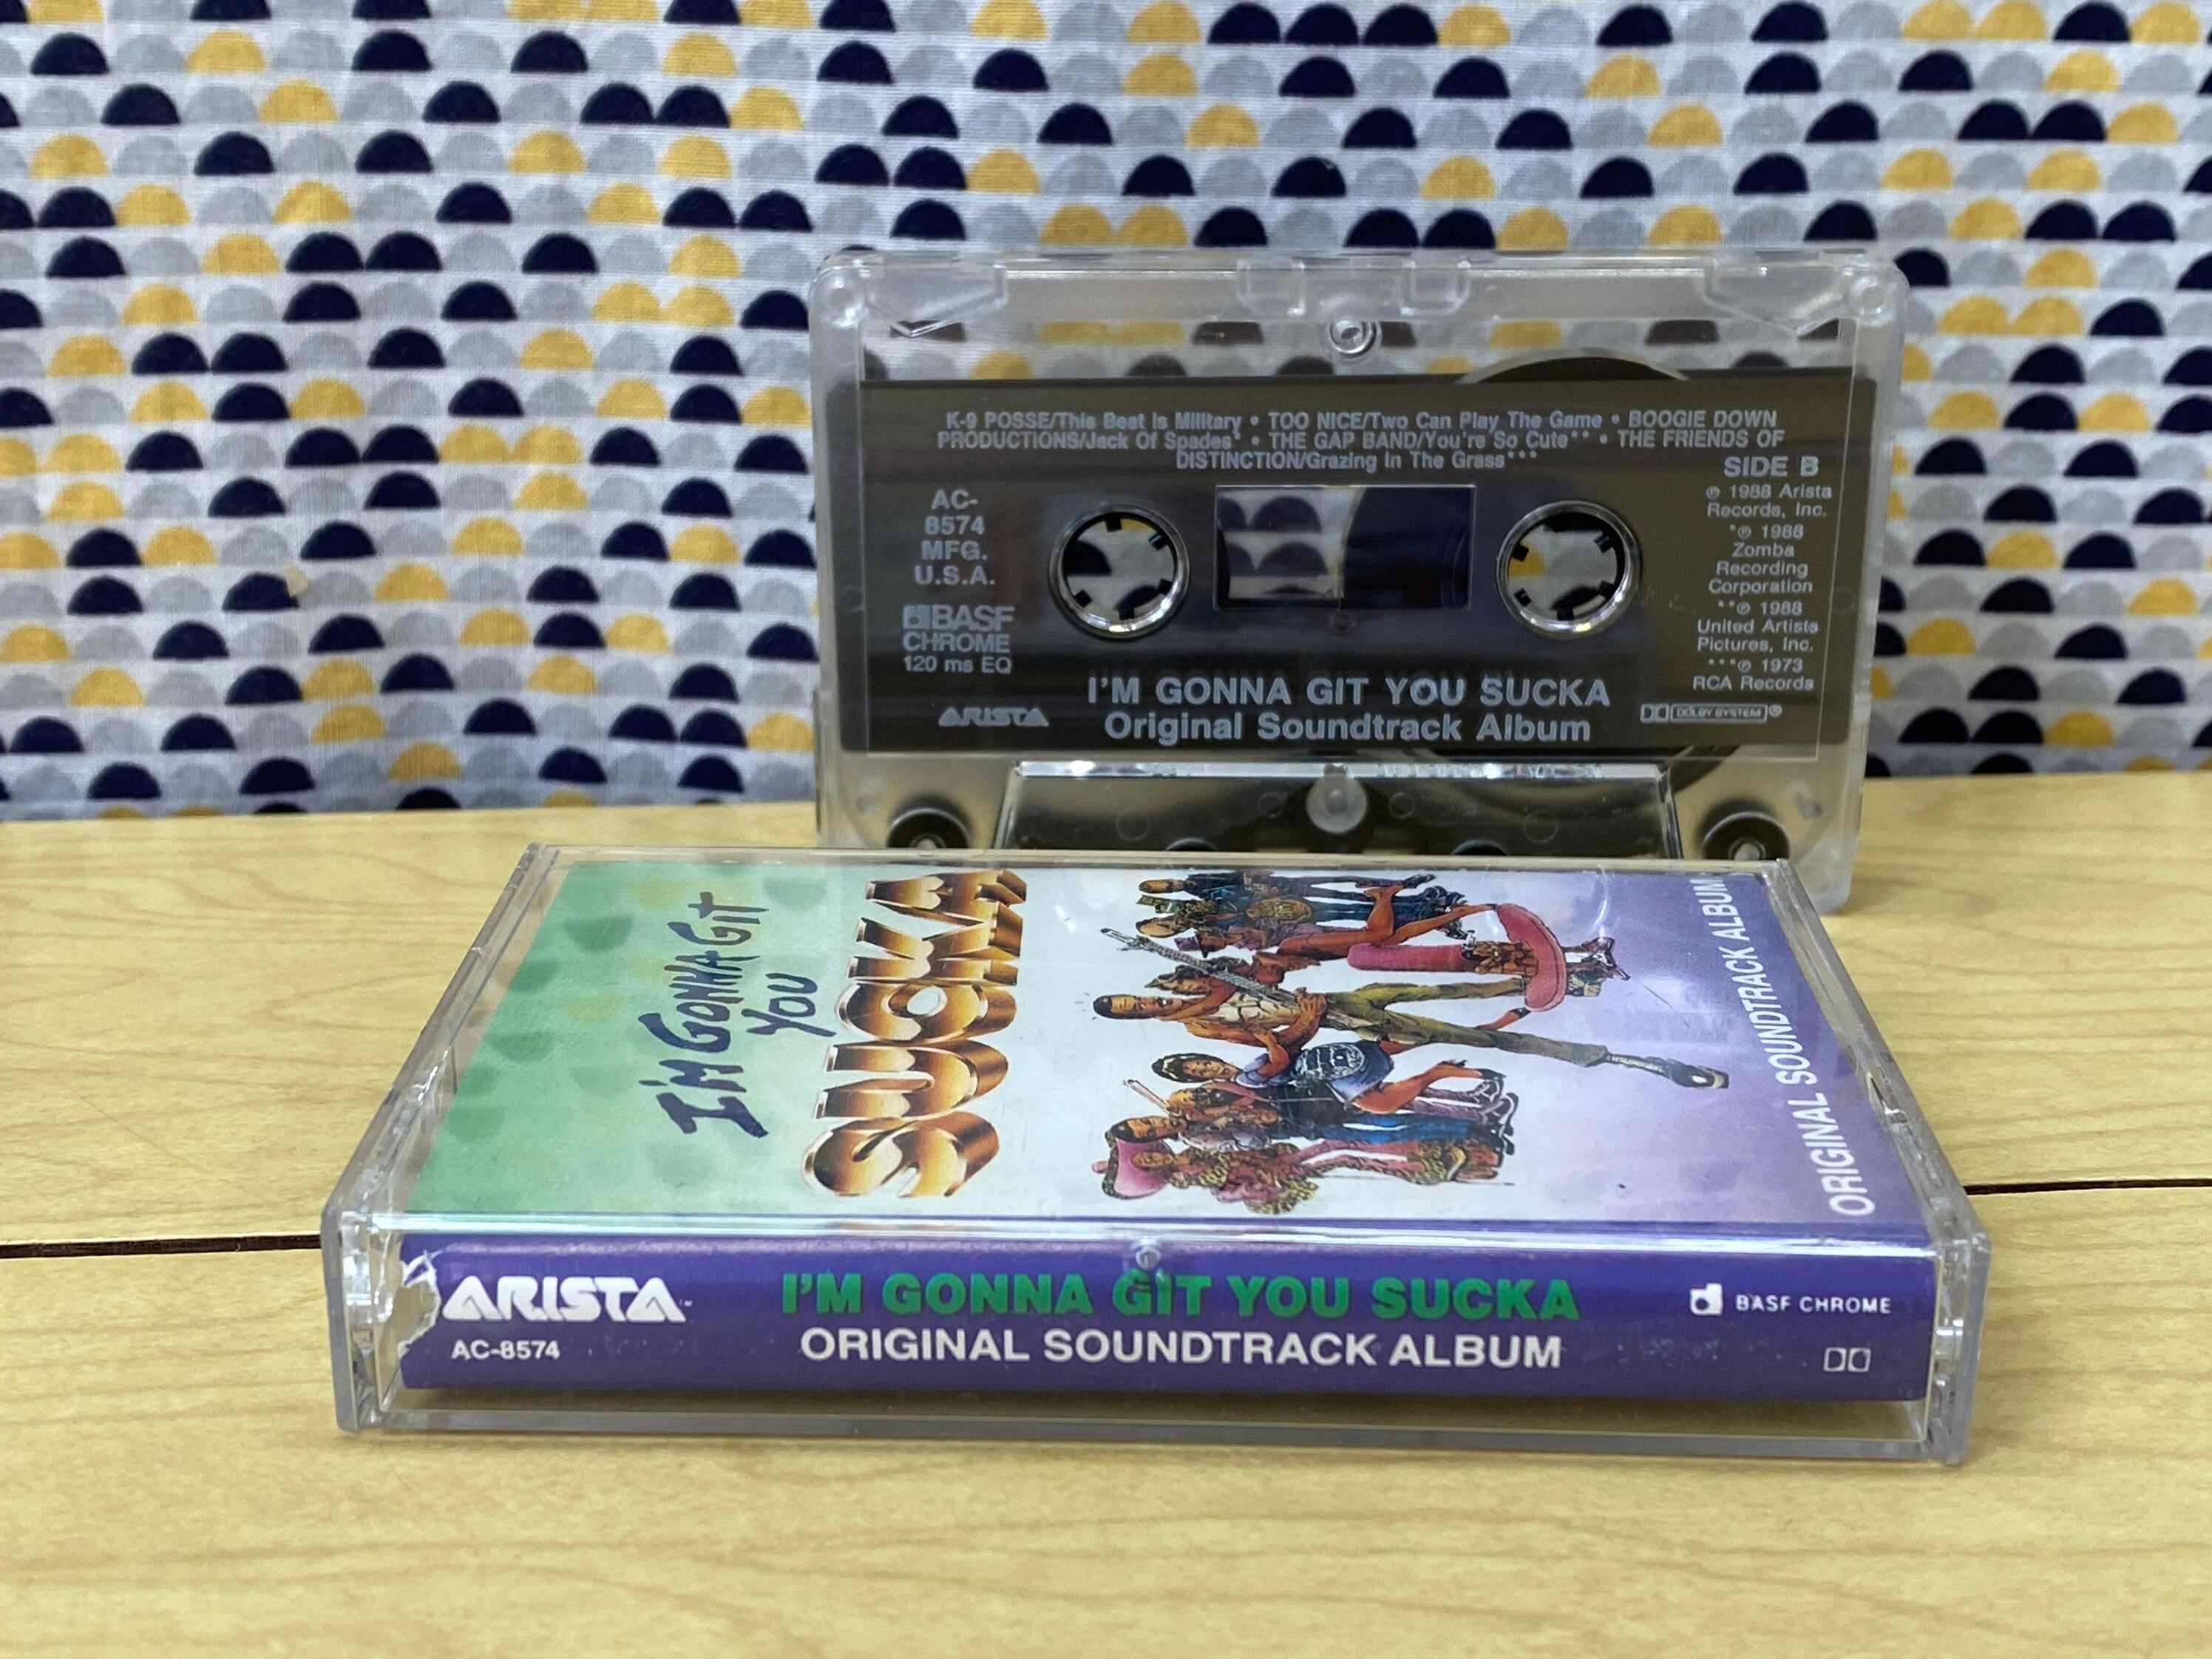 K-9 POSSE/This Beat Is Military • TOO NICE/Two Can Play The Game • BOOGIE DOWN
PRODUCTIONS/Jack Of Spades* • THE GAP BAND/You're So Cute** • THE FRIENDS OF
DISTINCTION/Grazing In The Grass***
AC-
8574
MFG.
U.S.A.
BASF
CHROME
120 ms EQ
SIDE B
℗ 1988 Arista
Records, Inc.
*℗ 1988
Zomba
Recording
Corporation
**℗ 1988
United Artists
Pictures, Inc.
***℗ 1973
RCA Records
ARISTA
I'M GONNA GIT YOU SUCKA
Original Soundtrack Album
DOLBY SYSTEM®
I'M GONNA GIT
YOU
SUCKA
ORIGINAL SOUNDTRACK ALBUM
ARISTA™
AC-8574
I'M GONNA GIT YOU SUCKA
ORIGINAL SOUNDTRACK ALBUM
BASF CHROME